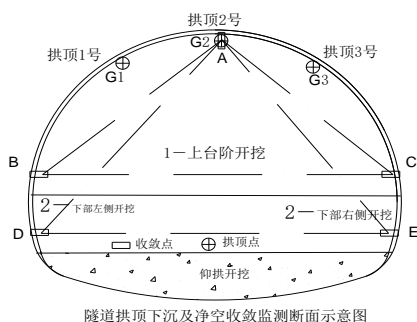 拱顶2号
拱顶1号
G2
拱顶3号
A
G1
G3
B
1-上台阶开挖
C
2-下部左侧开挖
2-下部右侧开挖
D
收敛点
拱顶点
E
仰拱开挖
隧道拱顶下沉及净空收敛监测断面示意图